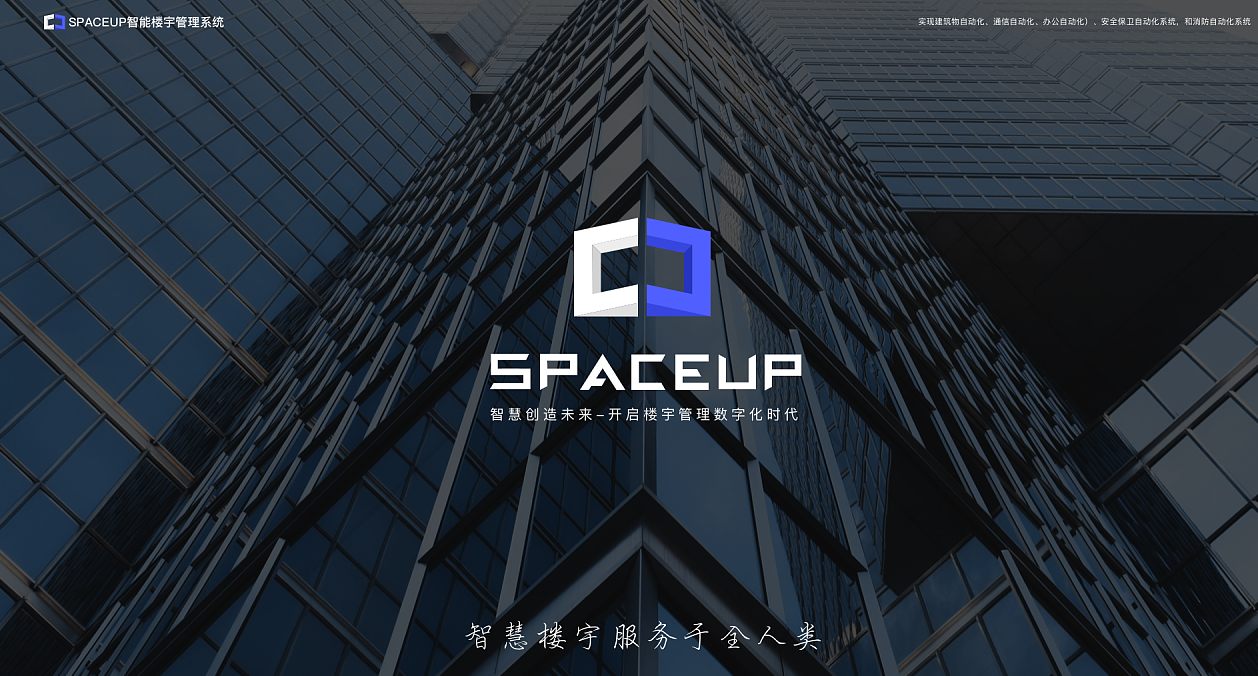 SPACEUP智能楼宇管理系统
实现建筑物自动化、通信自动化、办公自动化）、安全保卫自动化系统，和消防自动化系统
SPACEUP
智慧创造未来–开启楼宇管理数字化时代
智慧楼宇服务于全人类